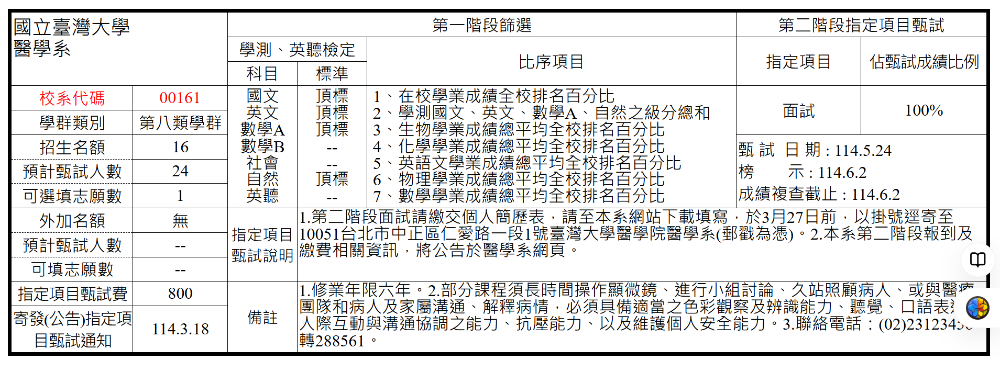 國立臺灣大學
醫學系
第一階段篩選
第二階段指定項目甄試
學測、英聽檢定
比序項目
指定項目
佔甄試成績比例
科目
標準
校系代碼
00161
學群類別
第八類學群
招生名額
16
預計甄試人數
24
可選填志願數
1
國文
頂標
英文
頂標
數學A
頂標
數學B
--
社會
--
自然
頂標
英聽
--
1、在校學業成績全校排名百分比
2、學測國文、英文、數學A、自然之級分總和
3、生物學業成績總平均全校排名百分比
4、化學學業成績總平均全校排名百分比
5、英語文學業成績總平均全校排名百分比
6、物理學業成績總平均全校排名百分比
7、數學學業成績總平均全校排名百分比
面試
100%
甄試日期：114.5.24
榜示：114.6.2
成績複查截止：114.6.2
外加名額
無
預計甄試人數
--
可填志願數
--
指定項目
甄試說明
1.第二階段面試請繳交個人簡歷表，請至本系網站下載填寫，於3月27日前，以掛號逕寄至
10051台北市中正區仁愛路一段1號臺灣大學醫學院醫學系(郵戳為憑)。2.本系第二階段報到及
繳費相關資訊，將公告於醫學系網頁。
指定項目甄試費
800
寄發(公告)指定項
目甄試通知
114.3.18
備註
1.修業年限六年。2.部分課程須長時間操作顯微鏡、進行小組討論、久站照顧病人、或與醫療
團隊和病人及家屬溝通、解釋病情，必須具備適當之色彩觀察及辨識能力、聽覺、口語表
人際互動與溝通協調之能力、抗壓能力、以及維護個人安全能力。3.聯絡電話：(02)23123456
轉288561。